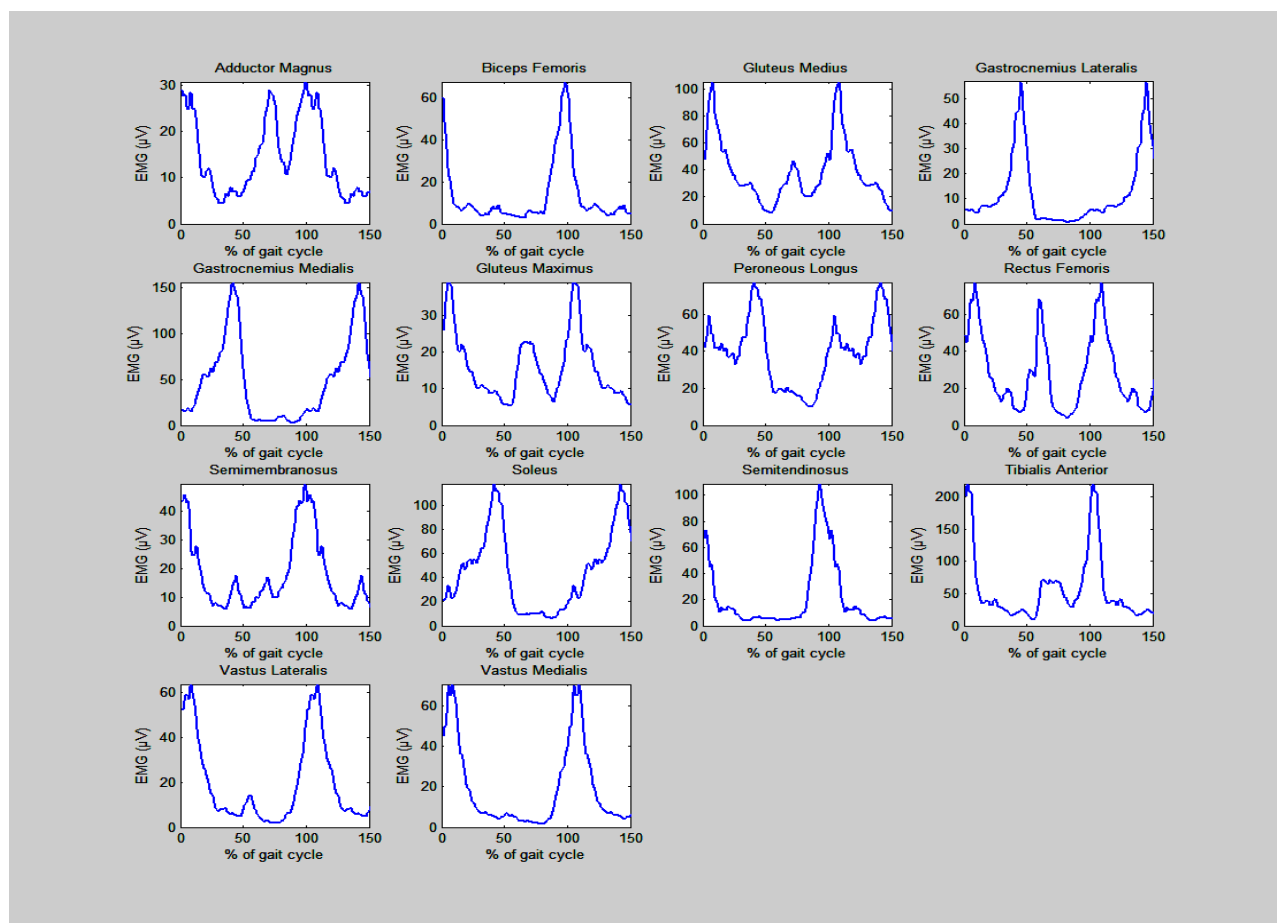 Adductor Magnus
30
20
10
0
EMG (µV)
0 50 100 150
% of gait cycle
Biceps Femoris
60
40
20
0
EMG (µV)
0 50 100 150
% of gait cycle
Gluteus Medius
100
80
60
40
20
0
EMG (µV)
0 50 100 150
% of gait cycle
Gastrocnemius Lateralis
50
40
30
20
10
0
EMG (µV)
0 50 100 150
% of gait cycle
Gastrocnemius Medialis
150
100
50
0
EMG (µV)
0 50 100 150
% of gait cycle
Gluteus Maximus
30
20
10
0
EMG (µV)
0 50 100 150
% of gait cycle
Peroneous Longus
60
40
20
0
EMG (µV)
0 50 100 150
% of gait cycle
Rectus Femoris
60
40
20
0
EMG (µV)
0 50 100 150
% of gait cycle
Semimembranosus
40
30
20
10
0
EMG (µV)
0 50 100 150
% of gait cycle
Soleus
100
80
60
40
20
0
EMG (µV)
0 50 100 150
% of gait cycle
Semitendinosus
100
80
60
40
20
0
EMG (µV)
0 50 100 150
% of gait cycle
Tibialis Anterior
200
150
100
50
0
EMG (µV)
0 50 100 150
% of gait cycle
Vastus Lateralis
60
40
20
0
EMG (µV)
0 50 100 150
% of gait cycle
Vastus Medialis
60
40
20
0
EMG (µV)
0 50 100 150
% of gait cycle